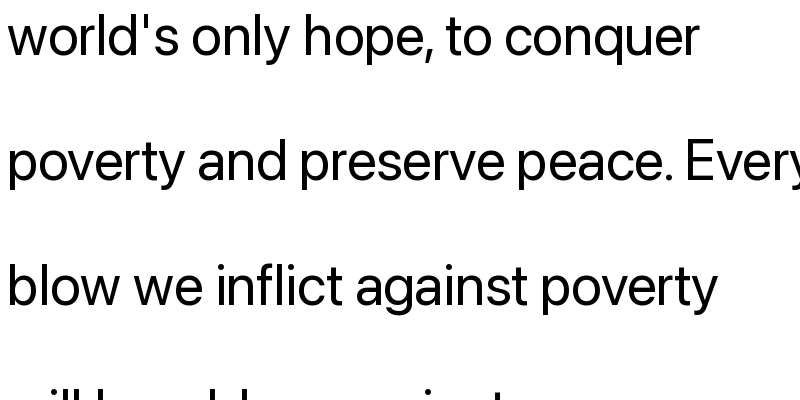 world's only hope, to conquer
poverty and preserve peace. Every
blow we inflict against poverty